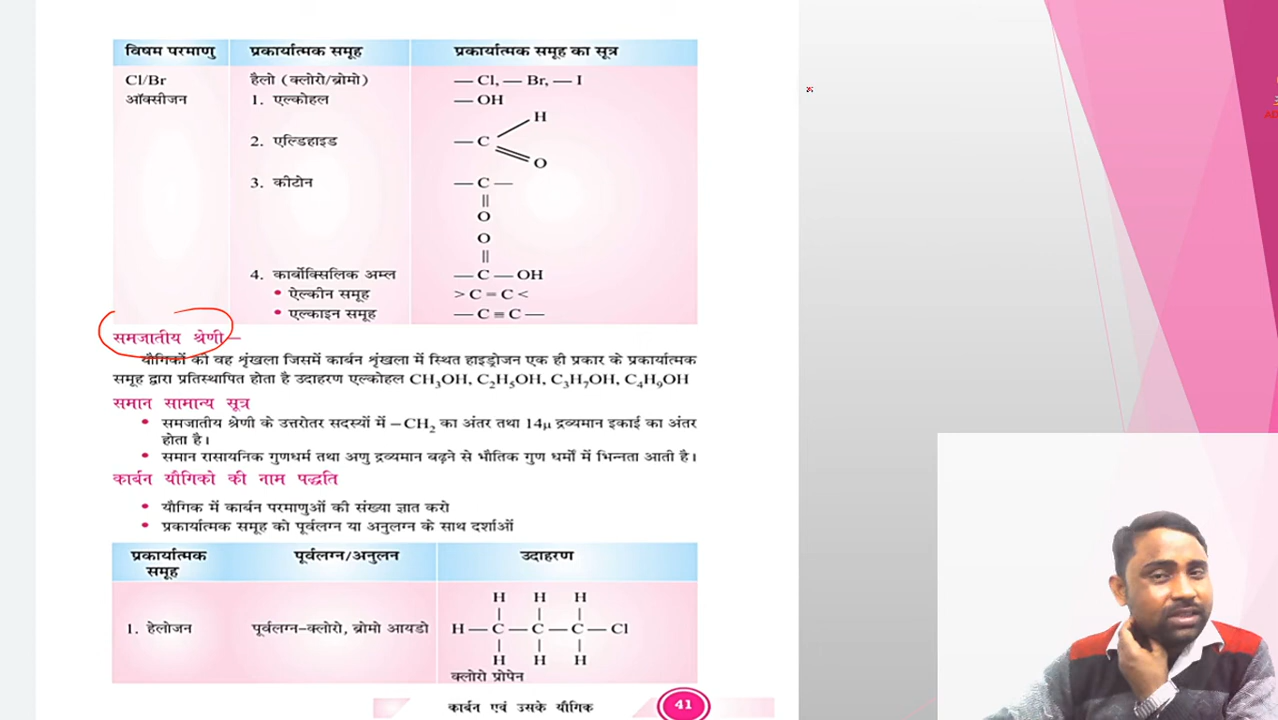 विषम परमाणु प्रकार्यात्मक समूह प्रकार्यात्मक समूह का सूत्र
Cl/Br हैलो (क्लोरो/ब्रोमो) — Cl, — Br, — I
ऑक्सीजन 1. एल्कोहल — OH
H
2. एल्डिहाइड — C
O
3. कीटोन — C —
||
O
O
||
4. कार्बोक्सिलिक अम्ल — C — OH
• ऐल्कीन समूह > C = C <
• एल्काइन समूह — C ≡ C —
समजातीय श्रेणी –
यौगिकों की वह शृंखला जिसमें कार्बन शृंखला में स्थित हाइड्रोजन एक ही प्रकार के प्रकार्यात्मक
समूह द्वारा प्रतिस्थापित होता है उदाहरण एल्कोहल CH₃OH, C₂H₅OH, C₃H₇OH, C₄H₉OH
समान सामान्य सूत्र
• समजातीय श्रेणी के उत्तरोतर सदस्यों में –CH₂ का अंतर तथा 14μ द्रव्यमान इकाई का अंतर
होता है।
• समान रासायनिक गुणधर्म तथा अणु द्रव्यमान बढ़ने से भौतिक गुण धर्मों में भिन्नता आती है।
कार्बन यौगिको की नाम पद्धति
• यौगिक में कार्बन परमाणुओं की संख्या ज्ञात करो
• प्रकार्यात्मक समूह को पूर्वलग्न या अनुलग्न के साथ दर्शाओं
प्रकार्यात्मक पूर्वलग्न/अनुलन उदाहरण
समूह
H H H
| | |
1. हेलोजन पूर्वलग्न–क्लोरो, ब्रोमो आयडो H — C — C — C — Cl
| | |
H H H
क्लोरो प्रोपेन
कार्बन एवं उसके यौगिक 41